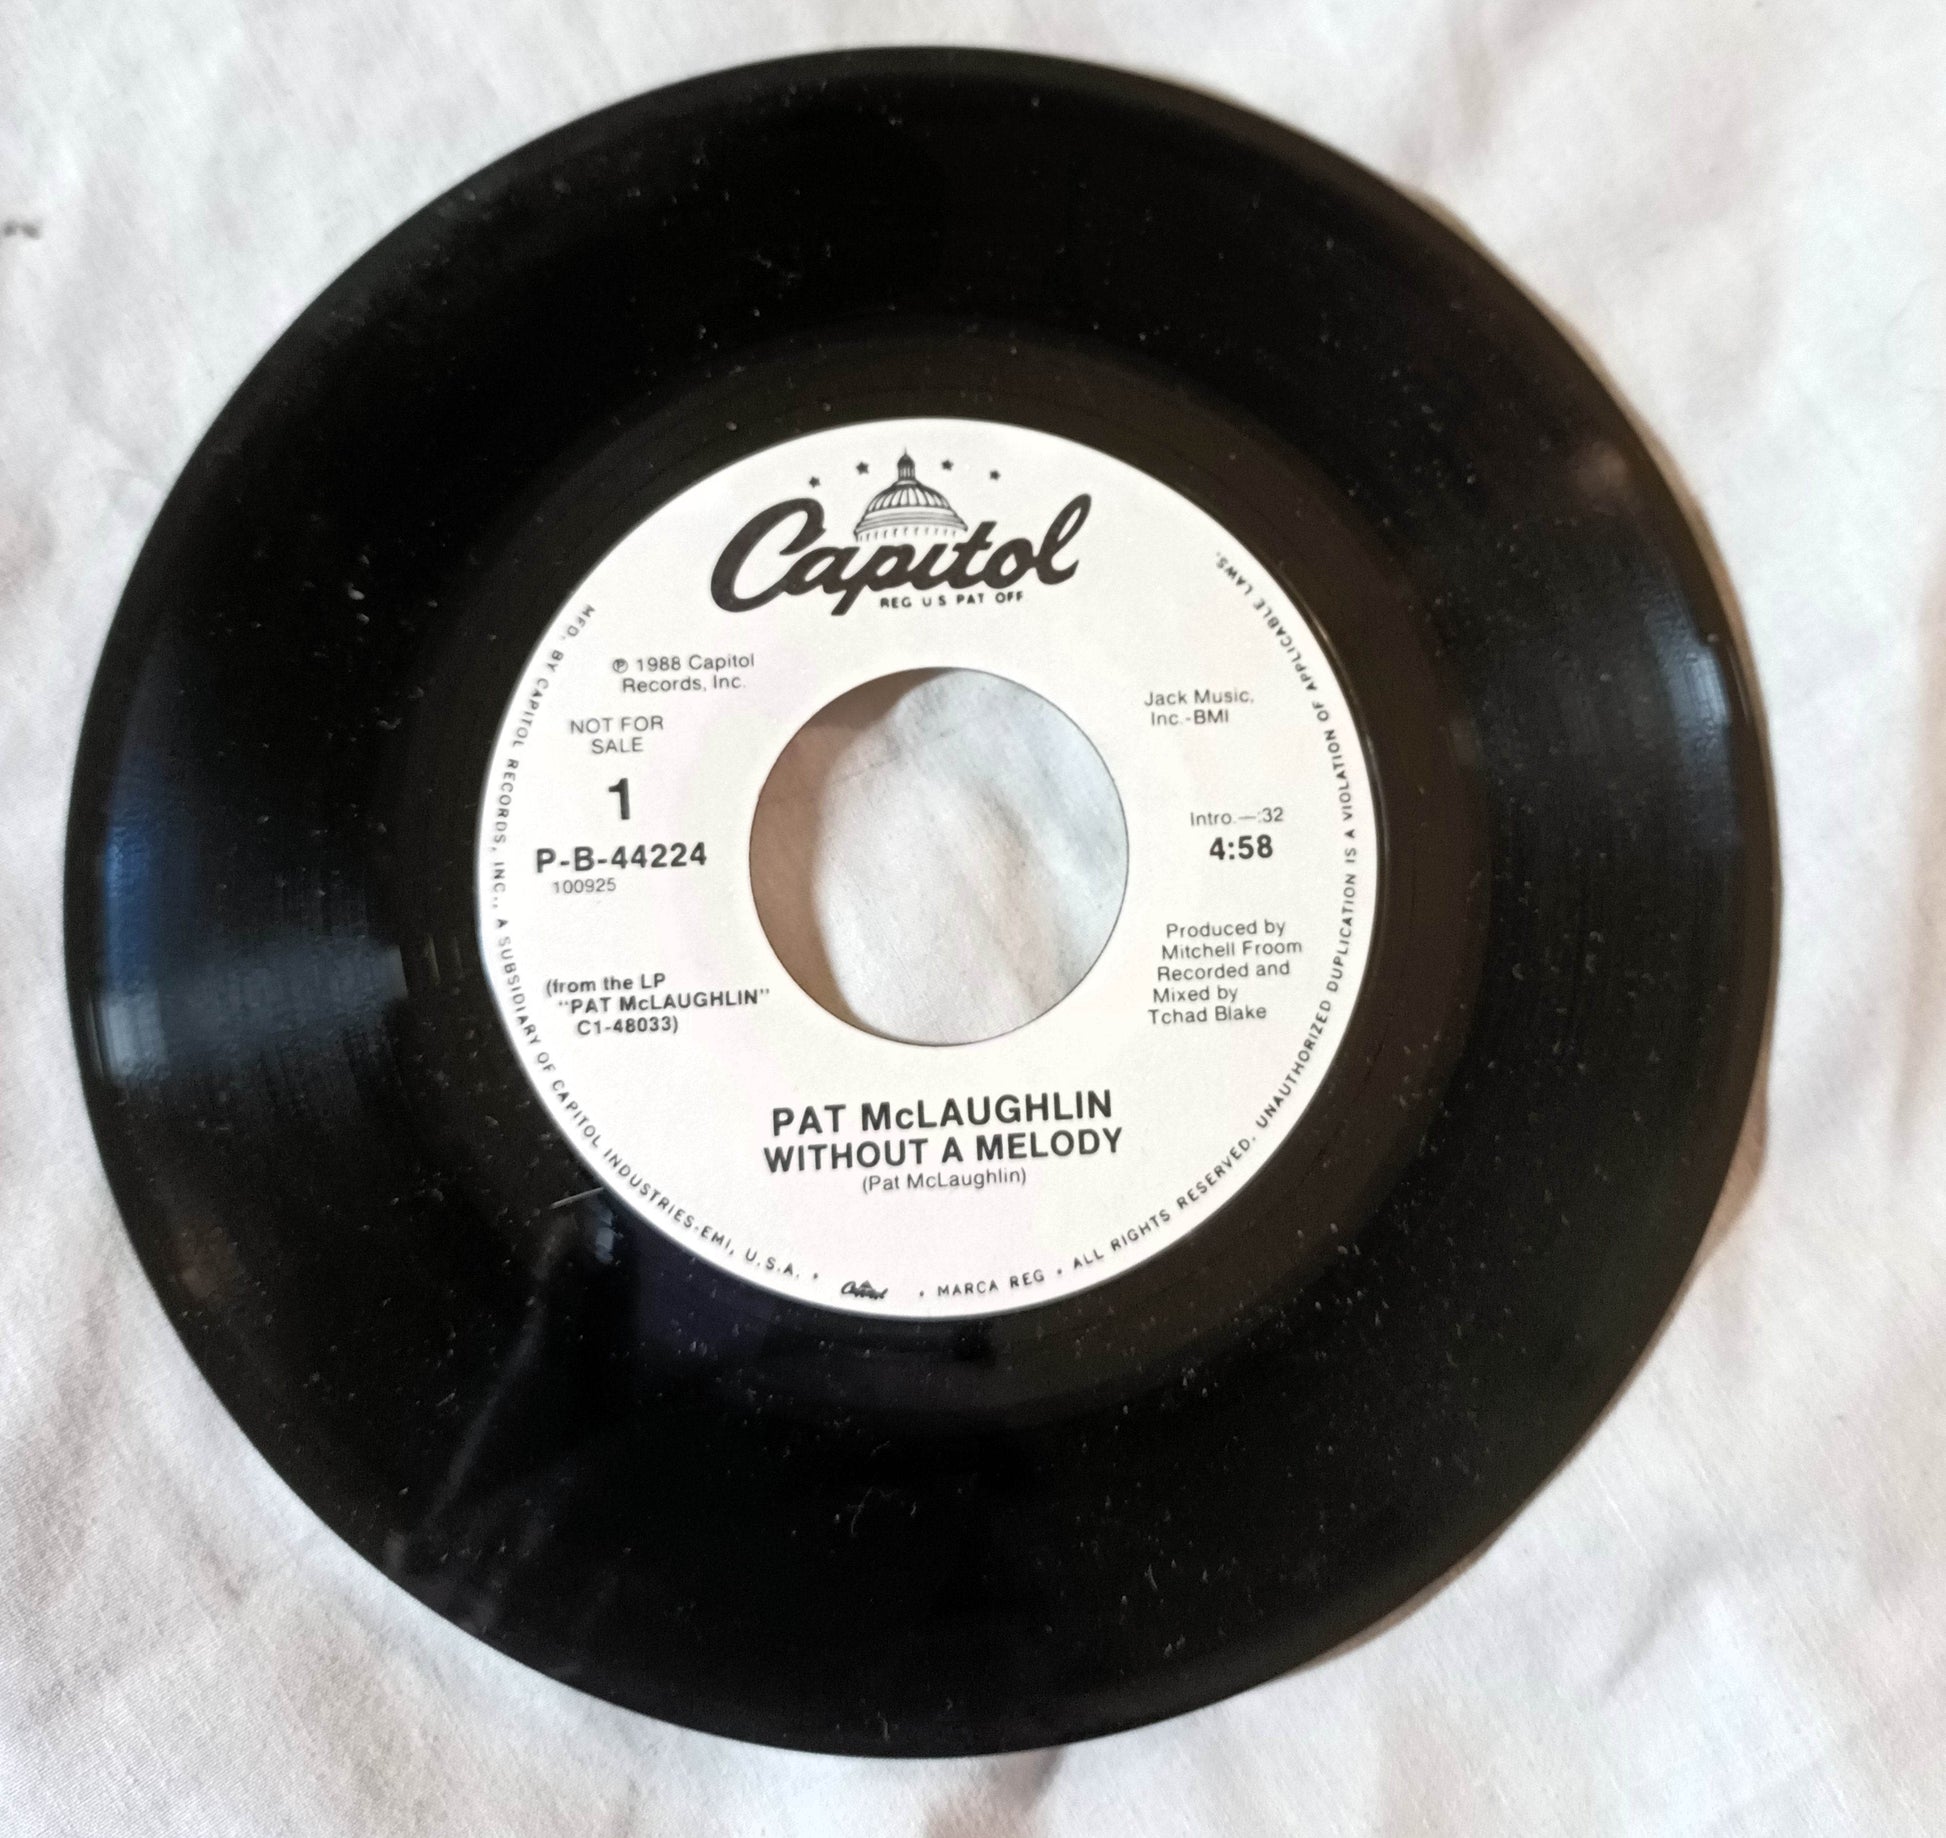 Capitol
REG US PAT OFF
℗ 1988 Capitol
Records, Inc.
NOT FOR
SALE
1
P-B-44224
100925
(from the LP
"PAT McLAUGHLIN"
C1-48033)
Jack Music,
Inc.-BMI
Intro.—:32
4:58
Produced by
Mitchell Froom
Recorded and
Mixed by
Tchad Blake
PAT McLAUGHLIN
WITHOUT A MELODY
(Pat McLaughlin)
MFD. BY CAPITOL RECORDS, INC., A SUBSIDIARY OF CAPITOL INDUSTRIES-EMI, U.S.A. • Capitol • MARCA REG • ALL RIGHTS RESERVED. UNAUTHORIZED DUPLICATION IS A VIOLATION OF APPLICABLE LAWS.